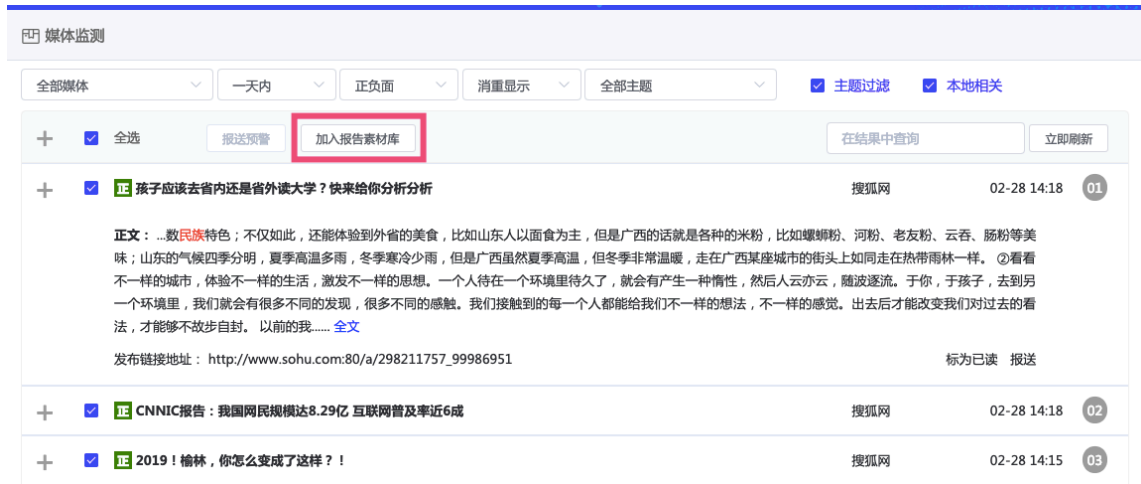 媒体监测
全部媒体 一天内 正负面 消重显示 全部主题 主题过滤 本地相关
全选 报送预警 加入报告素材库 在结果中查询 立即刷新
正 孩子应该去省内还是省外读大学？快来给你分析分析 搜狐网 02-28 14:18 01
正文：...数民族特色；不仅如此，还能体验到外省的美食，比如山东人以面食为主，但是广西的话就是各种的米粉，比如螺蛳粉、河粉、老友粉、云吞、肠粉等美
味；山东的气候四季分明，夏季高温多雨，冬季寒冷少雨，但是广西虽然夏季高温，但冬季非常温暖，走在广西某座城市的街头上如同走在热带雨林一样。 ②看看
不一样的城市，体验不一样的生活，激发不一样的思想。一个人待在一个环境里待久了，就会有产生一种惰性，然后人云亦云，随波逐流。于你，于孩子，去到另
一个环境里，我们就会有很多不同的发现，很多不同的感触。我们接触到的每一个人都能给我们不一样的想法，不一样的感觉。出去后才能改变我们对过去的看
法，才能够不故步自封。 以前的我...... 全文
发布链接地址： http://www.sohu.com:80/a/298211757_99986951 标为已读 报送
正 CNNIC报告：我国网民规模达8.29亿 互联网普及率近6成 搜狐网 02-28 14:18 02
正 2019！榆林，你怎么变成了这样？！ 搜狐网 02-28 14:15 03